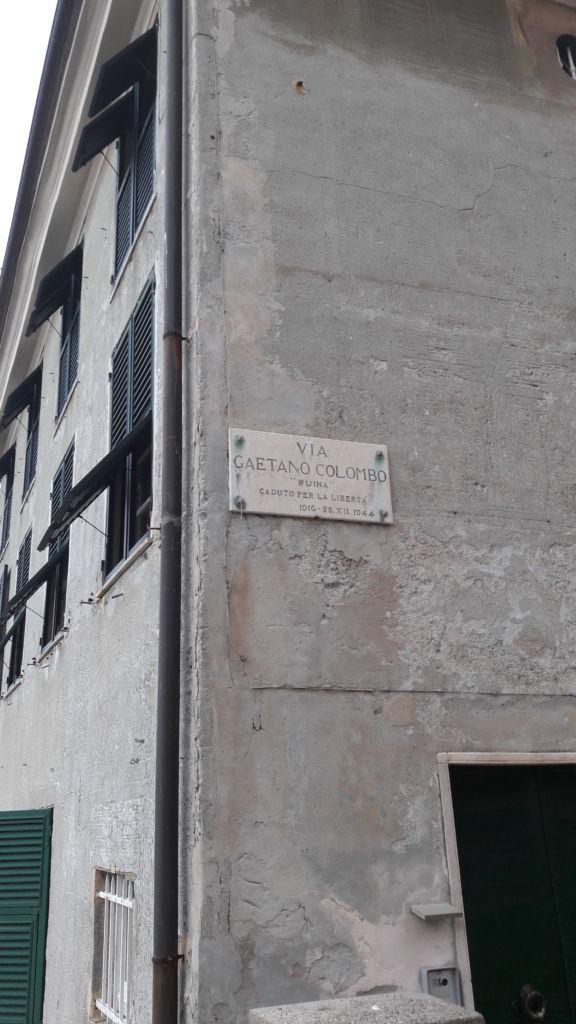 VIA
GAETANO COLOMBO
"RUINA"
CADUTO PER LA LIBERTÀ
1916-28.XII.1944